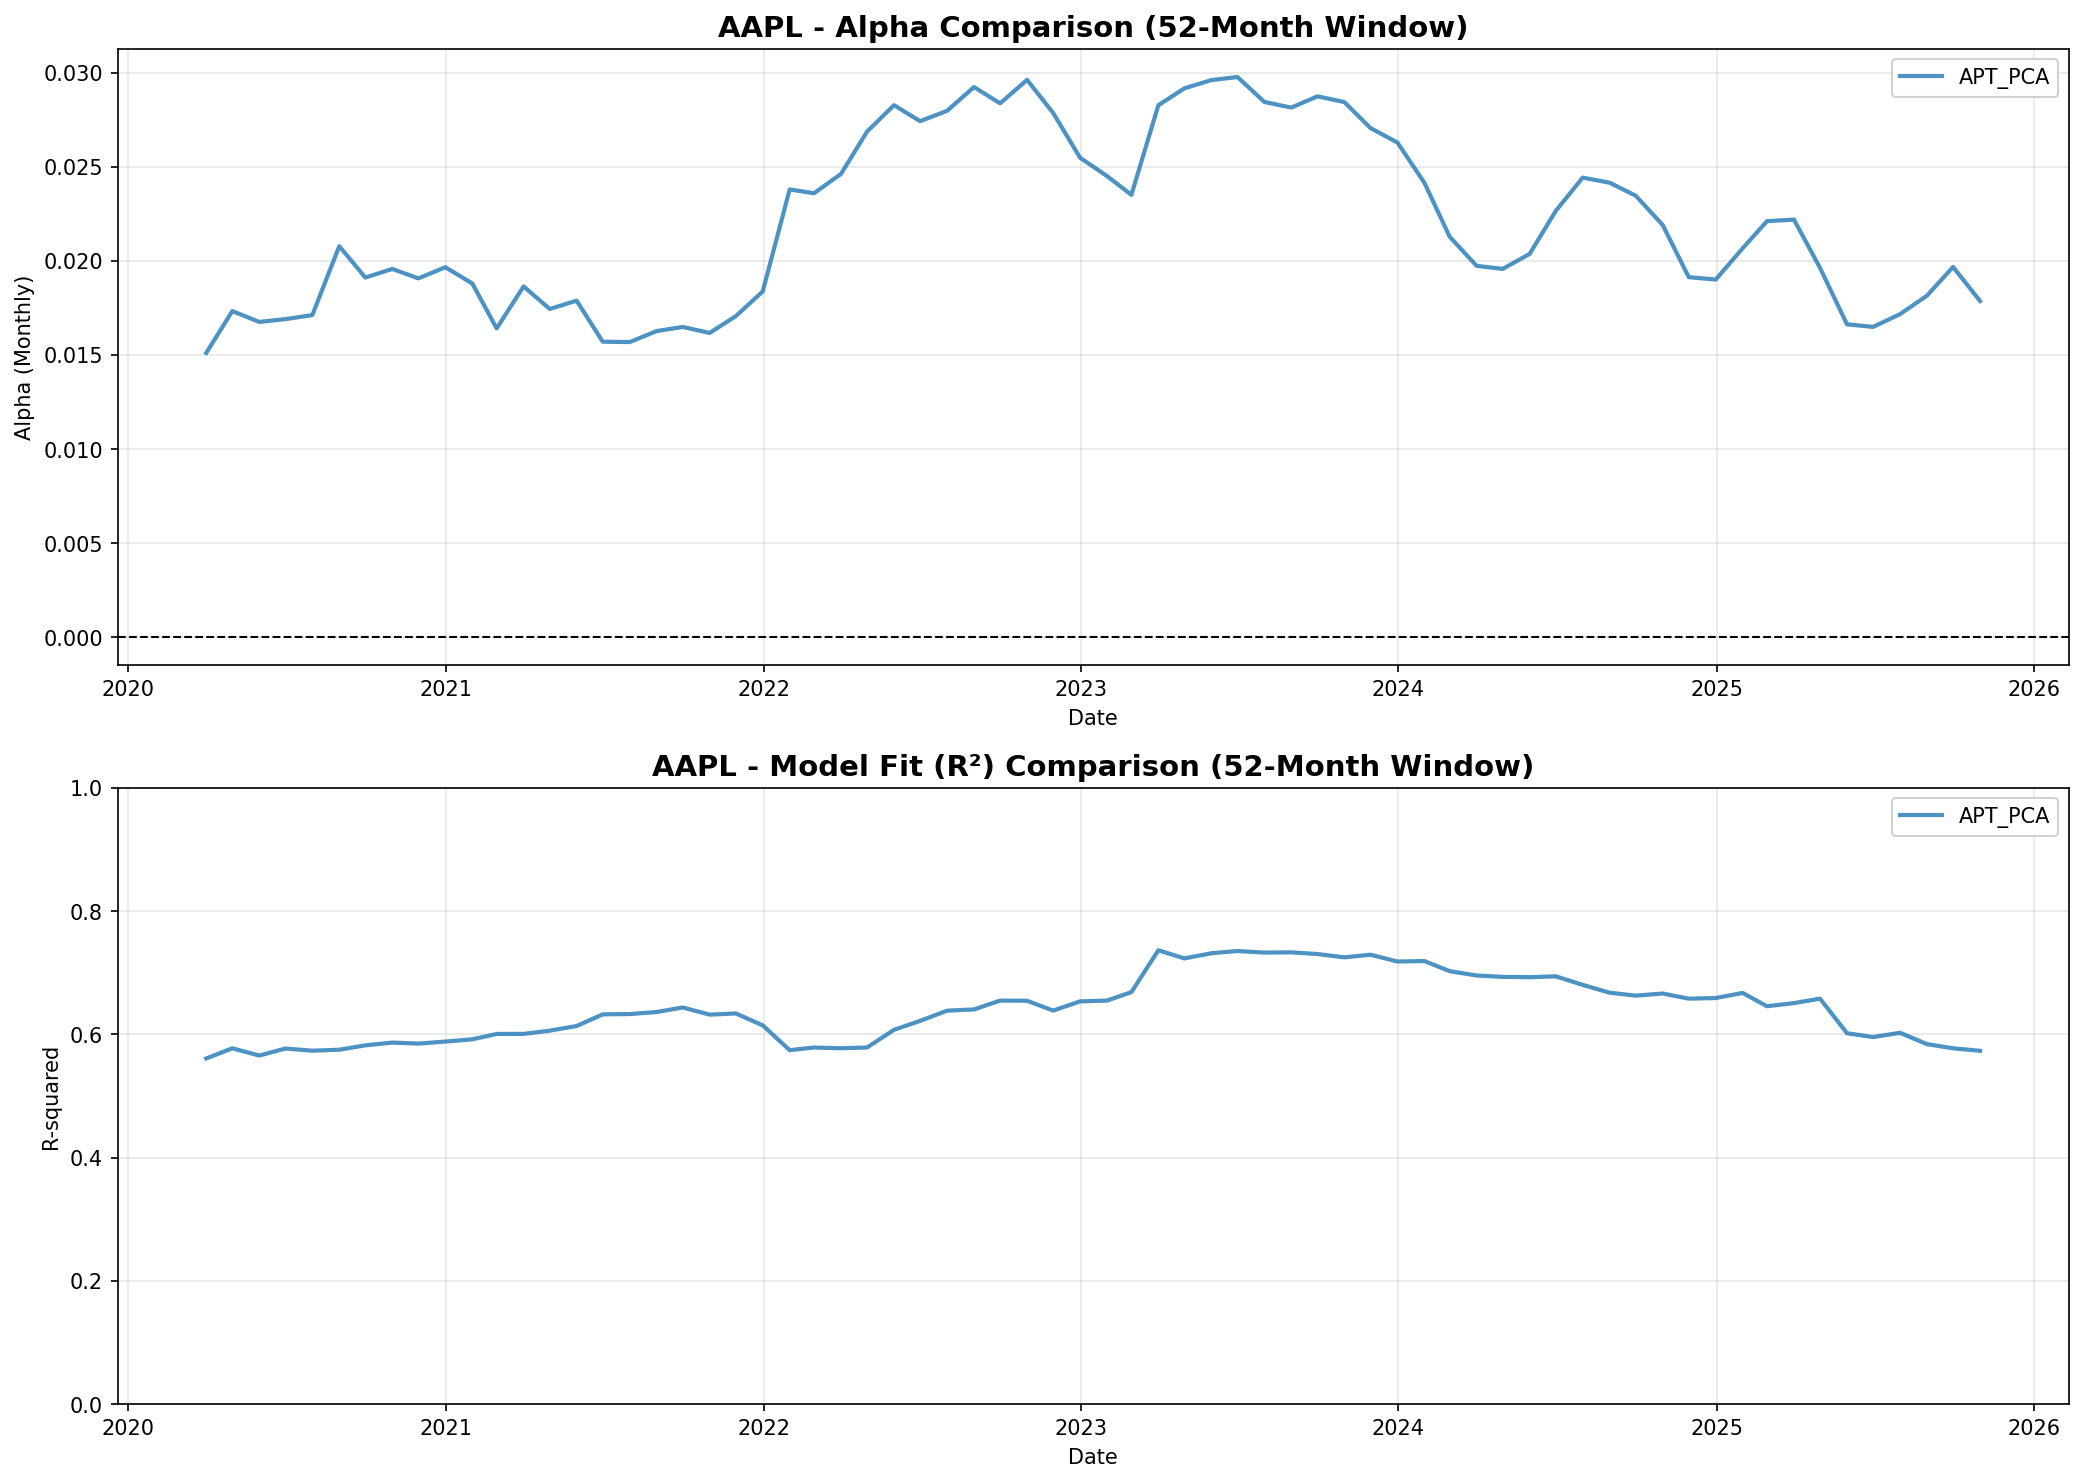 AAPL - Alpha Comparison (52-Month Window)
APT_PCA
0.030
0.025
0.020
0.015
0.010
0.005
0.000
Alpha (Monthly)
2020 2021 2022 2023 2024 2025 2026
Date
AAPL - Model Fit (R²) Comparison (52-Month Window)
APT_PCA
1.0
0.8
0.6
0.4
0.2
0.0
R-squared
2020 2021 2022 2023 2024 2025 2026
Date